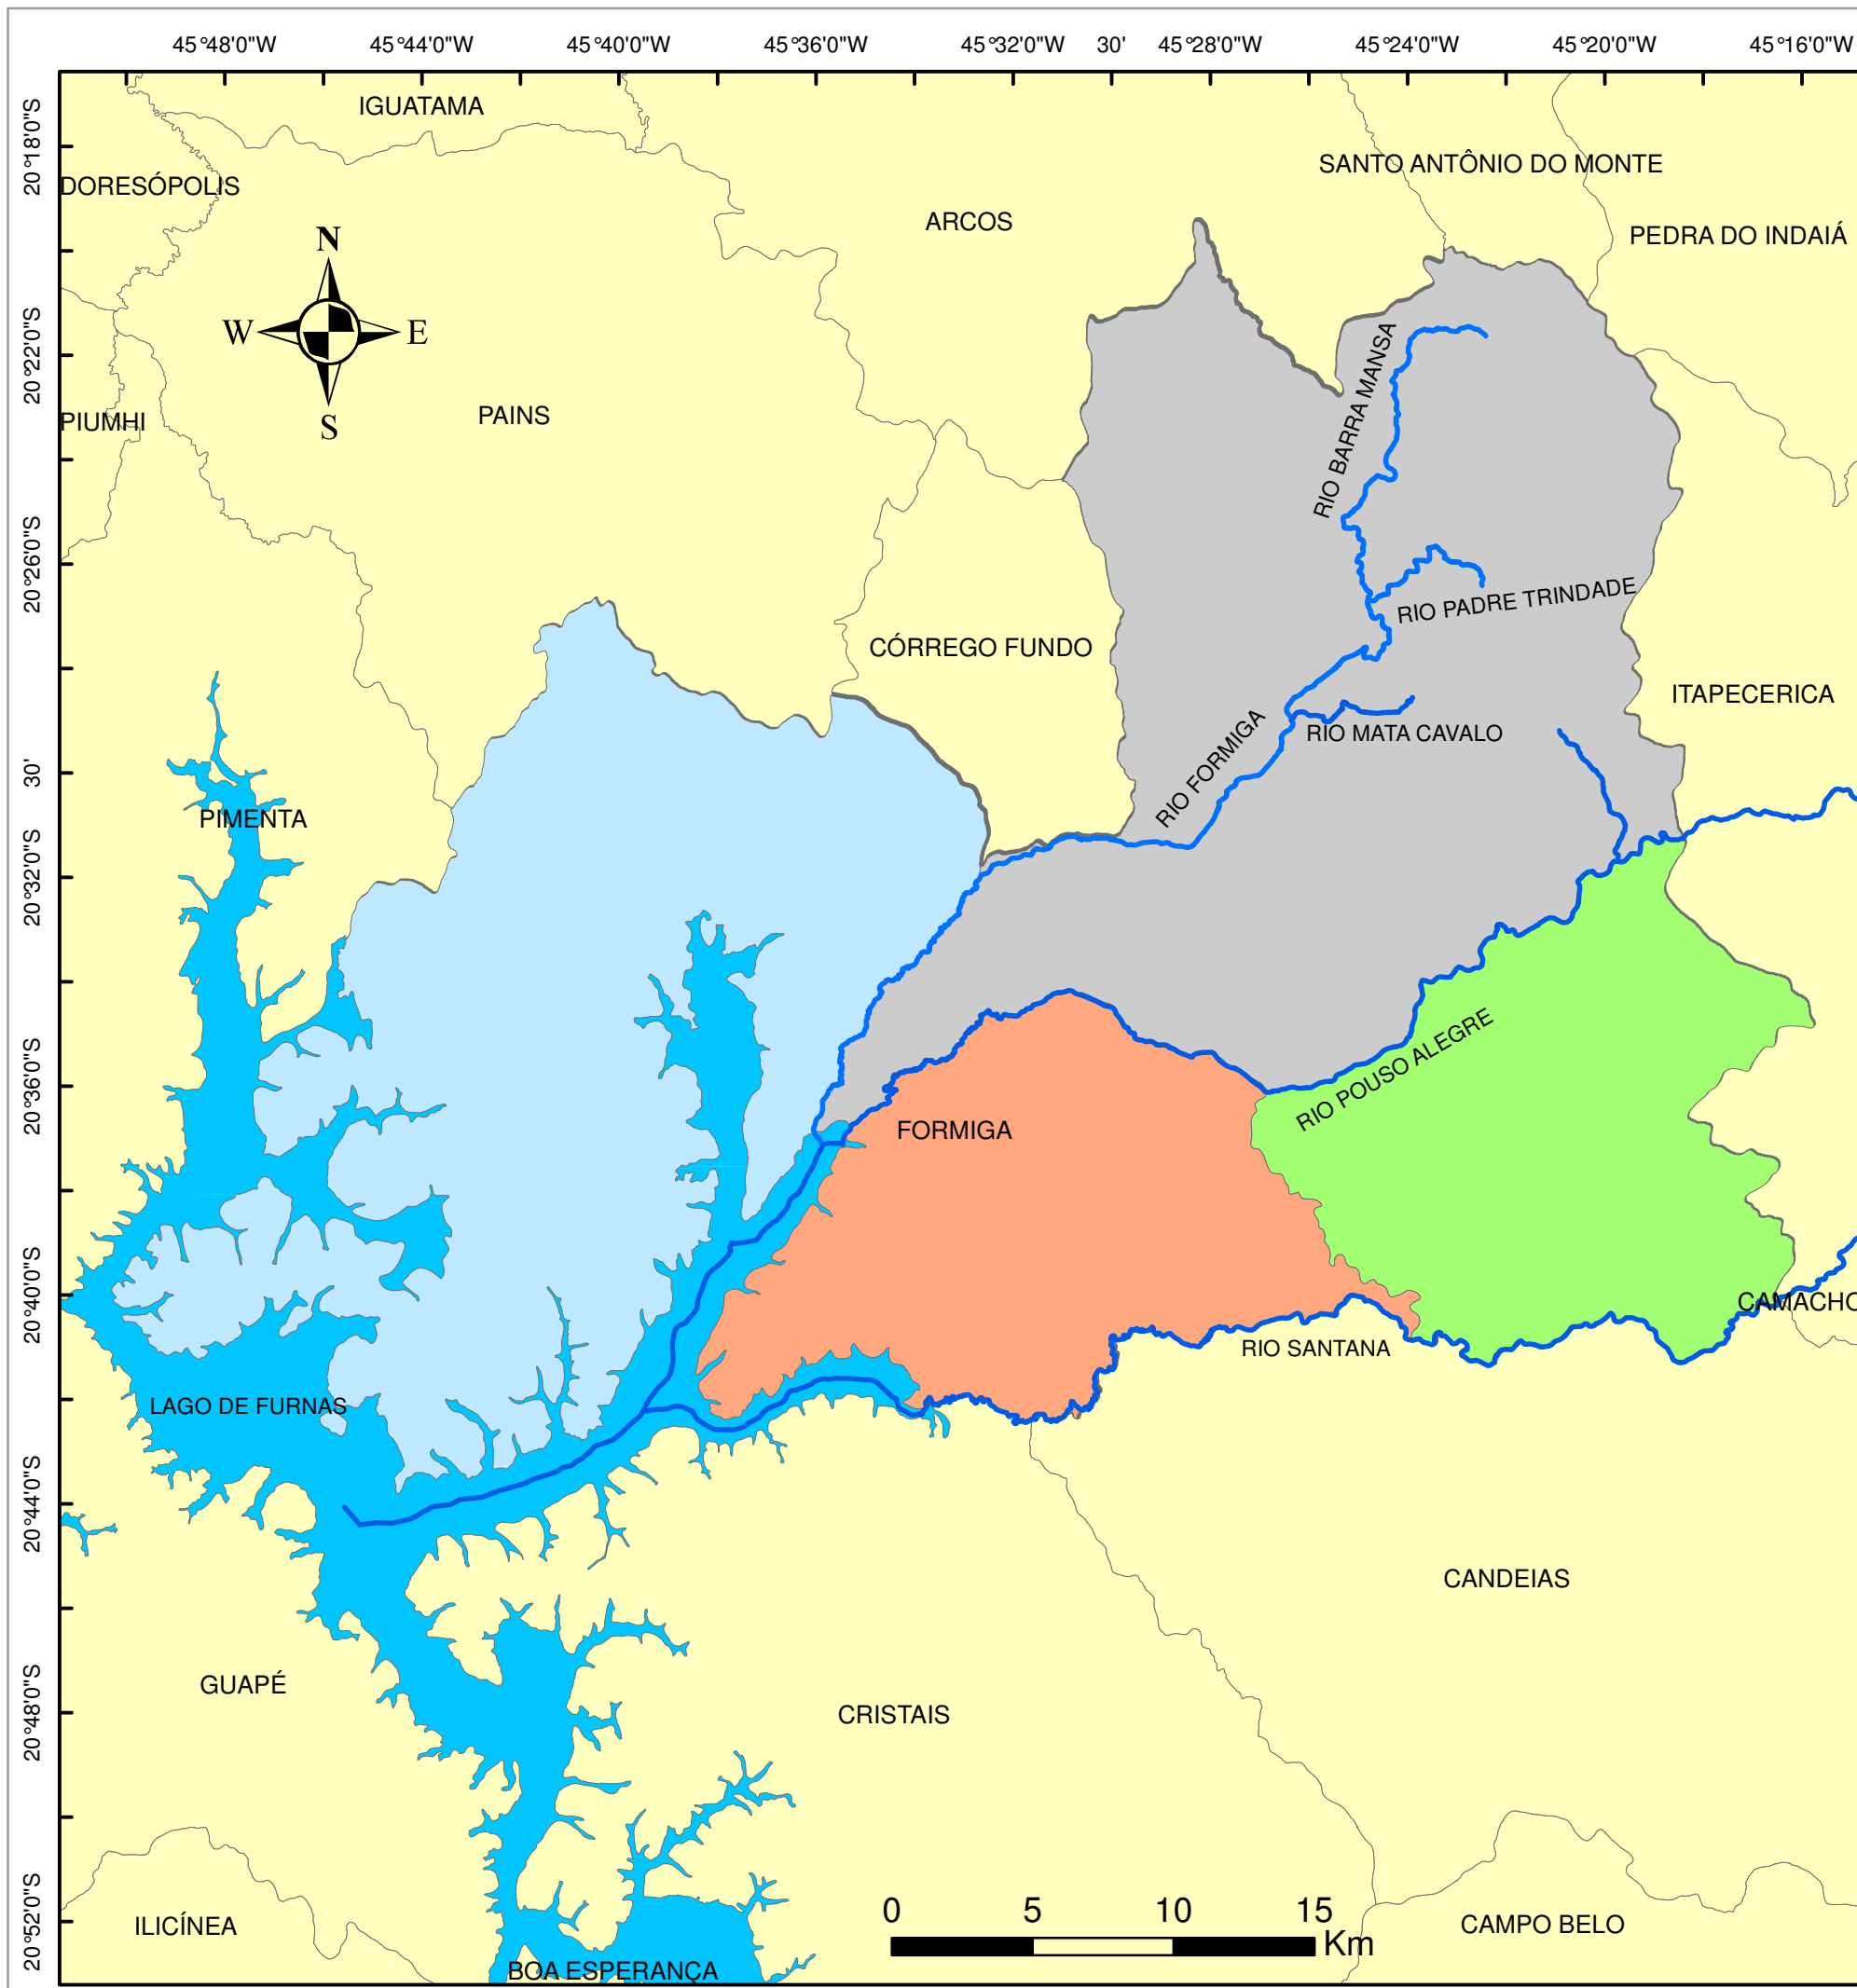 45°48'0"W 45°44'0"W 45°40'0"W 45°36'0"W 45°32'0"W 30' 45°28'0"W 45°24'0"W 45°20'0"W 45°16'0"W
20°18'0"S
20°22'0"S
20°26'0"S
30'
20°32'0"S
20°36'0"S
20°40'0"S
20°44'0"S
20°48'0"S
20°52'0"S
IGUATAMA
SANTO ANTÔNIO DO MONTE
DORESÓPOLIS
ARCOS
PEDRA DO INDAIÁ
N
W E
S
RIO BARRA MANSA
PIUMHI
PAINS
RIO PADRE TRINDADE
CÓRREGO FUNDO
ITAPECERICA
RIO FORMIGA
RIO MATA CAVALO
PIMENTA
RIO POUSO ALEGRE
FORMIGA
CAMACHO
RIO SANTANA
LAGO DE FURNAS
CANDEIAS
GUAPÉ
CRISTAIS
0 5 10 15
Km
ILICÍNEA
CAMPO BELO
BOA ESPERANÇA